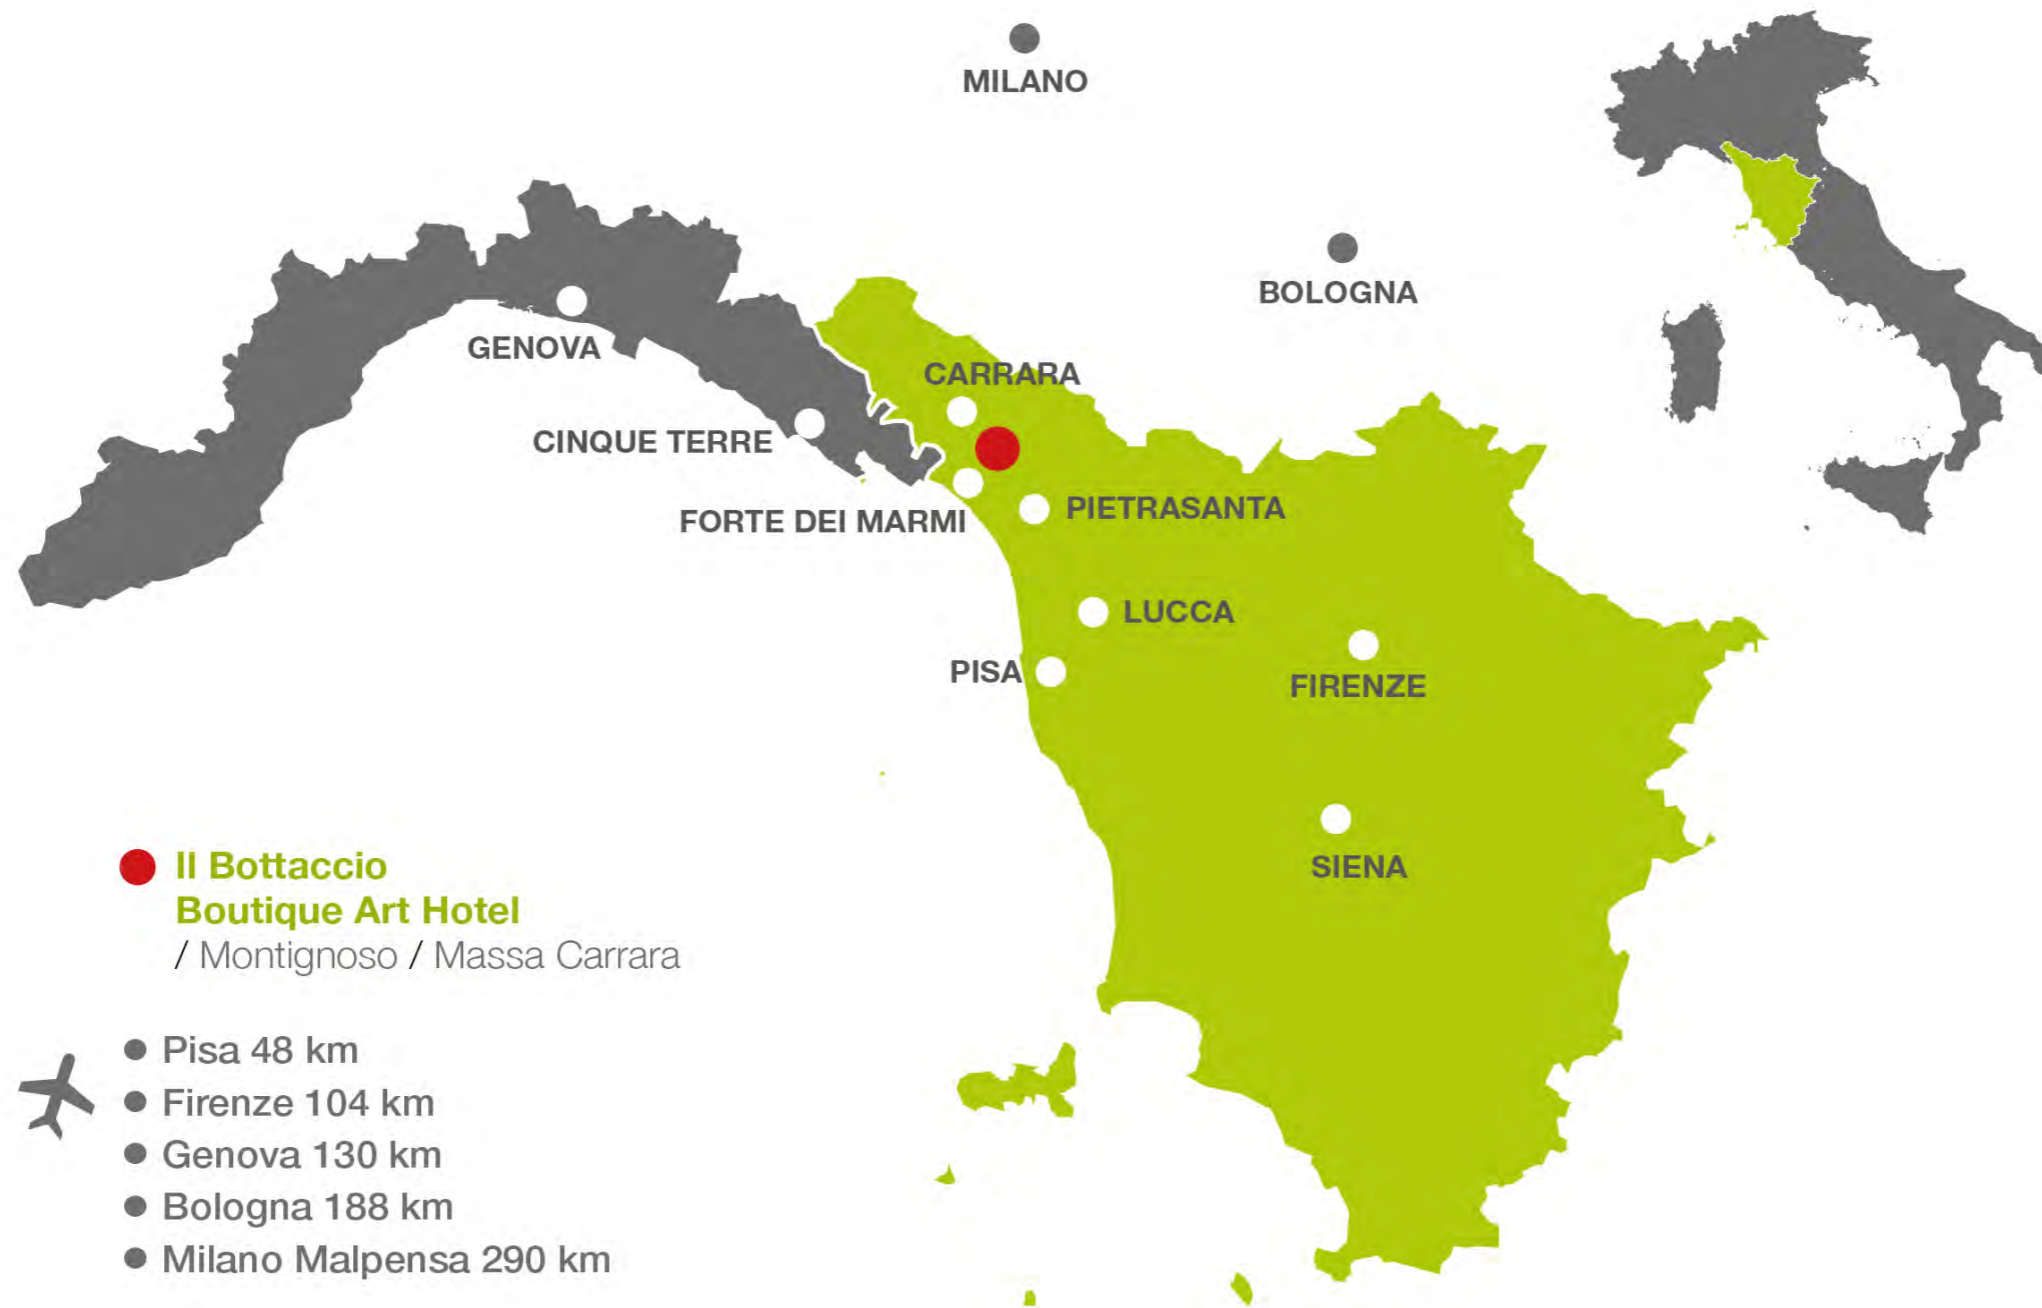 MILANO
BOLOGNA
GENOVA
CARRARA
CINQUE TERRE
FORTE DEI MARMI
PIETRASANTA
LUCCA
PISA
FIRENZE
SIENA
Il Bottaccio
Boutique Art Hotel
/ Montignoso / Massa Carrara
Pisa 48 km
Firenze 104 km
Genova 130 km
Bologna 188 km
Milano Malpensa 290 km